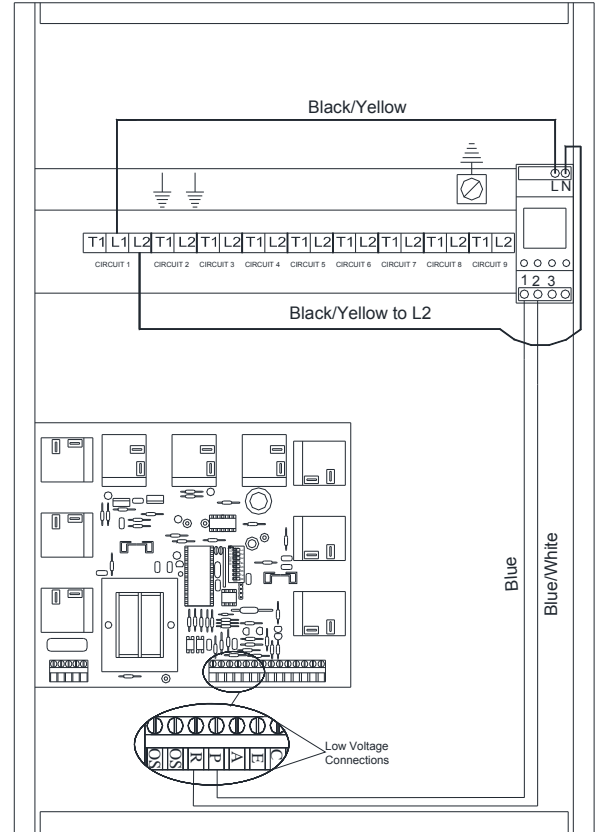 Black/Yellow
L N
T1 L1 L2 T1 L2 T1 L2 T1 L2 T1 L2 T1 L2 T1 L2 T1 L2 T1 L2
CIRCUIT 1 CIRCUIT 2 CIRCUIT 3 CIRCUIT 4 CIRCUIT 5 CIRCUIT 6 CIRCUIT 7 CIRCUIT 8 CIRCUIT 9
1 2 3
Black/Yellow to L2
Blue
Blue/White
OS OS R P A E C
Low Voltage
Connections